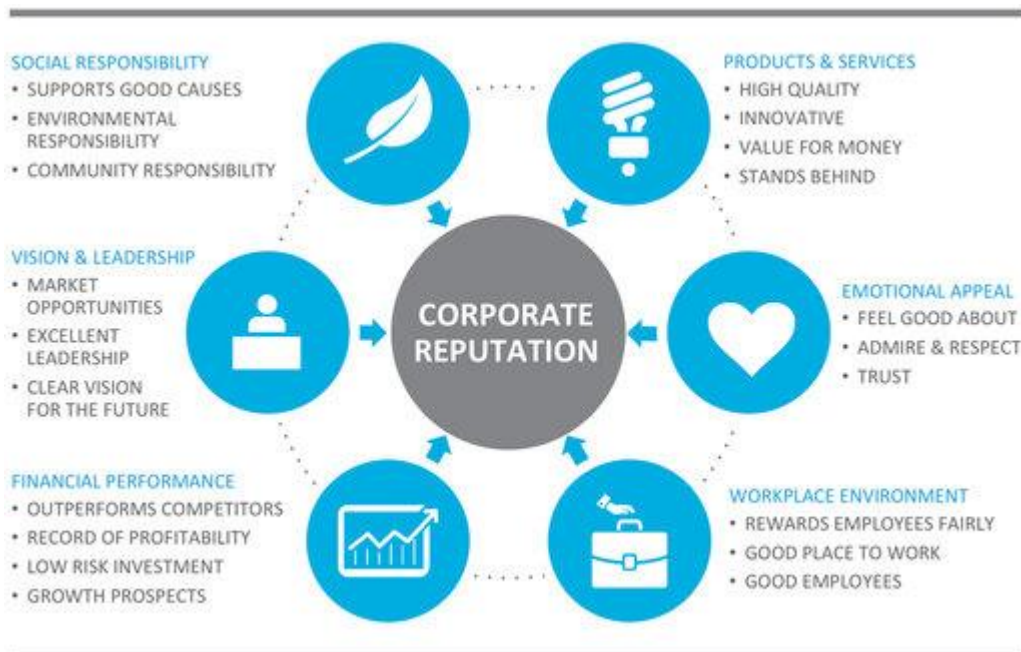 SOCIAL RESPONSIBILITY
• SUPPORTS GOOD CAUSES
• ENVIRONMENTAL
RESPONSIBILITY
• COMMUNITY RESPONSIBILITY
PRODUCTS & SERVICES
• HIGH QUALITY
• INNOVATIVE
• VALUE FOR MONEY
• STANDS BEHIND
VISION & LEADERSHIP
• MARKET
OPPORTUNITIES
• EXCELLENT
LEADERSHIP
• CLEAR VISION
FOR THE FUTURE
CORPORATE
REPUTATION
EMOTIONAL APPEAL
• FEEL GOOD ABOUT
• ADMIRE & RESPECT
• TRUST
FINANCIAL PERFORMANCE
• OUTPERFORMS COMPETITORS
• RECORD OF PROFITABILITY
• LOW RISK INVESTMENT
• GROWTH PROSPECTS
WORKPLACE ENVIRONMENT
• REWARDS EMPLOYEES FAIRLY
• GOOD PLACE TO WORK
• GOOD EMPLOYEES